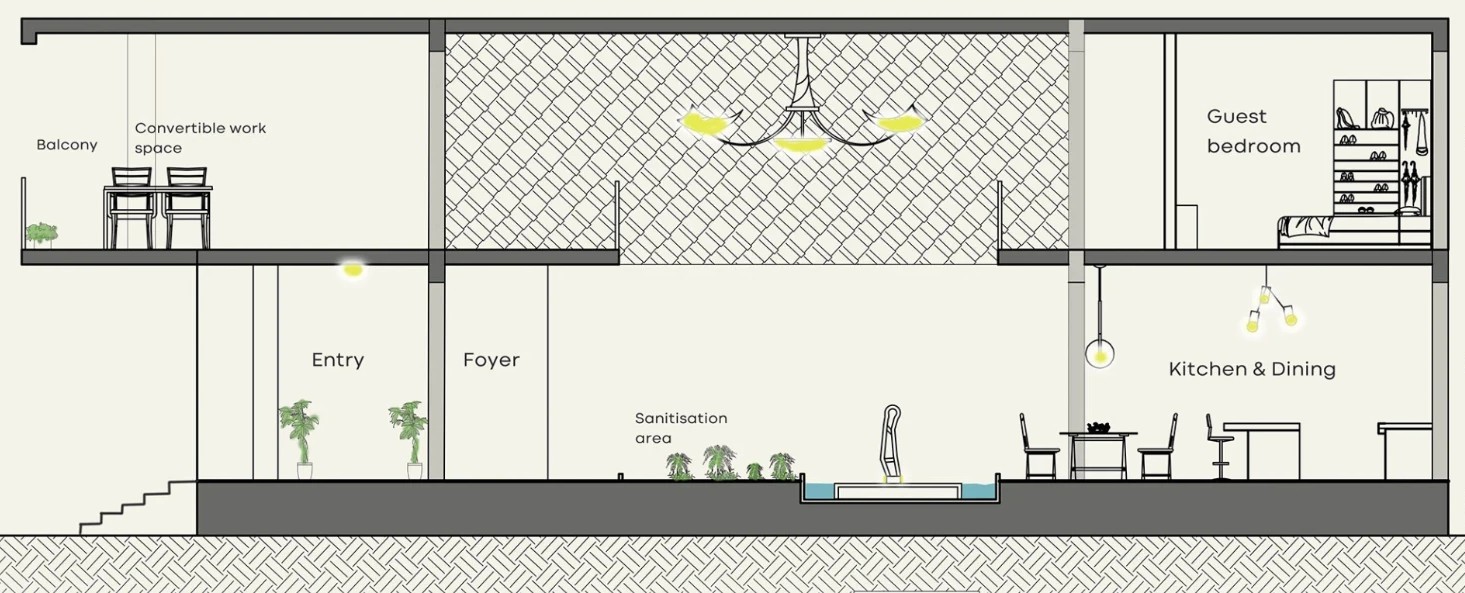 Balcony
Convertible work
space
Guest
bedroom
Entry
Foyer
Sanitisation
area
Kitchen & Dining